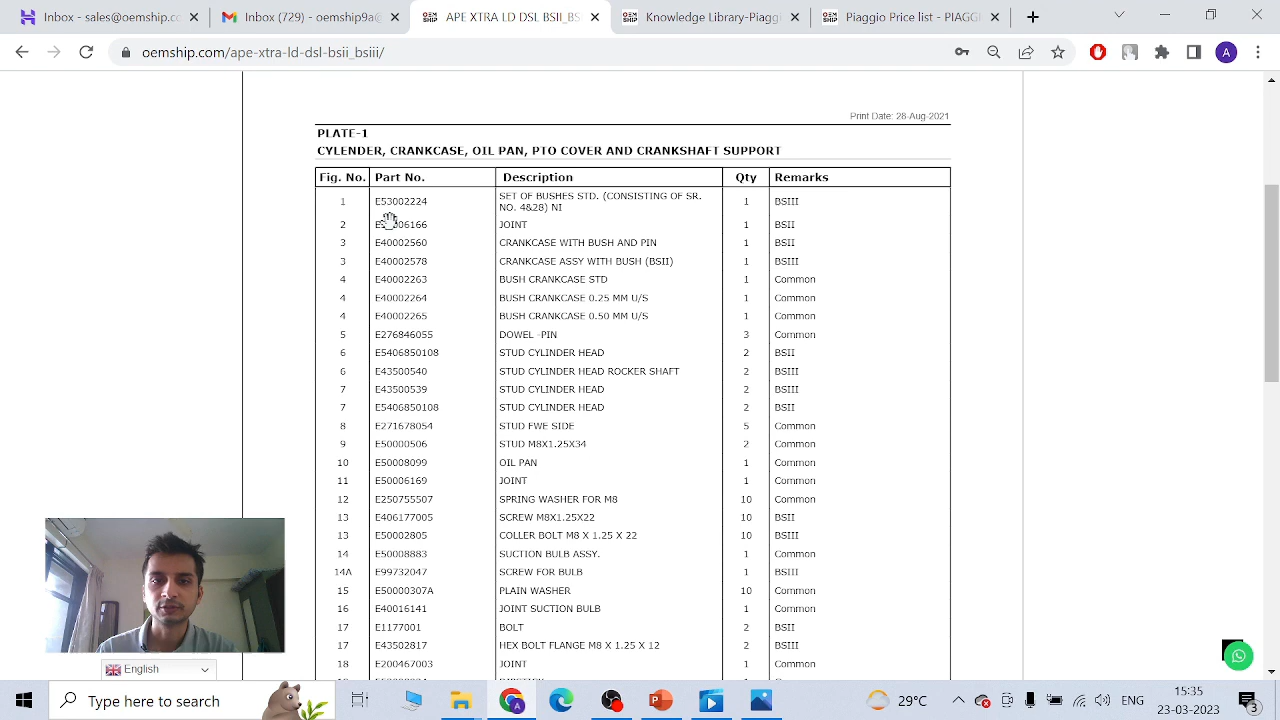 Inbox - connect@oemship.co
Inbox (729) - oemship
APE XTRA LD DSL BSII_BS
Knowledge - Piaggio
Piaggio Price list - PIAGG
oemship.com/ape-xtra-ld-dsl-bsii_bsiii/
A
Print Date: 28-Aug-2021
PLATE-1
CYLENDER, CRANKCASE, OIL PAN, PTO COVER AND CRANKSHAFT SUPPORT
Fig. No. Part No. Description Qty Remarks
1 E53002224 SET OF BUSHES STD. (CONSISTING OF SR. NO. 4&28) NI 1 BSIII
2 JOINT 1 BSII
3 E40002560 CRANKCASE WITH BUSH AND PIN 1 BSII
3 E40002578 CRANKCASE ASSY WITH BUSH (BSII) 1 BSIII
4 E40002263 BUSH CRANKCASE STD 1 Common
4 E40002264 BUSH CRANKCASE 0.25 MM U/S 1 Common
4 E40002265 BUSH CRANKCASE 0.50 MM U/S 1 Common
5 E276846055 DOWEL -PIN 3 Common
6 E5406850108 STUD CYLINDER HEAD 2 BSII
6 E43500540 STUD CYLINDER HEAD ROCKER SHAFT 2 BSIII
7 E43500539 STUD CYLINDER HEAD 2 BSIII
7 E5406850108 STUD CYLINDER HEAD 2 BSII
8 E271678054 STUD FWE SIDE 5 Common
9 E50000506 STUD M8X1.25X34 2 Common
10 E50008099 OIL PAN 1 Common
11 E50006169 JOINT 1 Common
12 E250755507 SPRING WASHER FOR M8 10 Common
13 E406177005 SCREW M8X1.25X22 10 BSII
13 E50002805 COLLER BOLT M8 X 1.25 X 22 10 BSIII
14 E50008883 SUCTION BULB ASSY. 1 Common
14A E99732047 SCREW FOR BULB 1 BSIII
15 E50000307A PLAIN WASHER 10 BSII
16 E40016141 JOINT SUCTION BULB 1 Common
17 E1177001 BOLT 2 BSII
17 E43502817 HEX BOLT FLANGE M8 X 1.25 X 12 2 BSIII
18 E200467003 JOINT 1 Common
English
Type here to search
29°C
ENG
15:35
23-03-2023
3